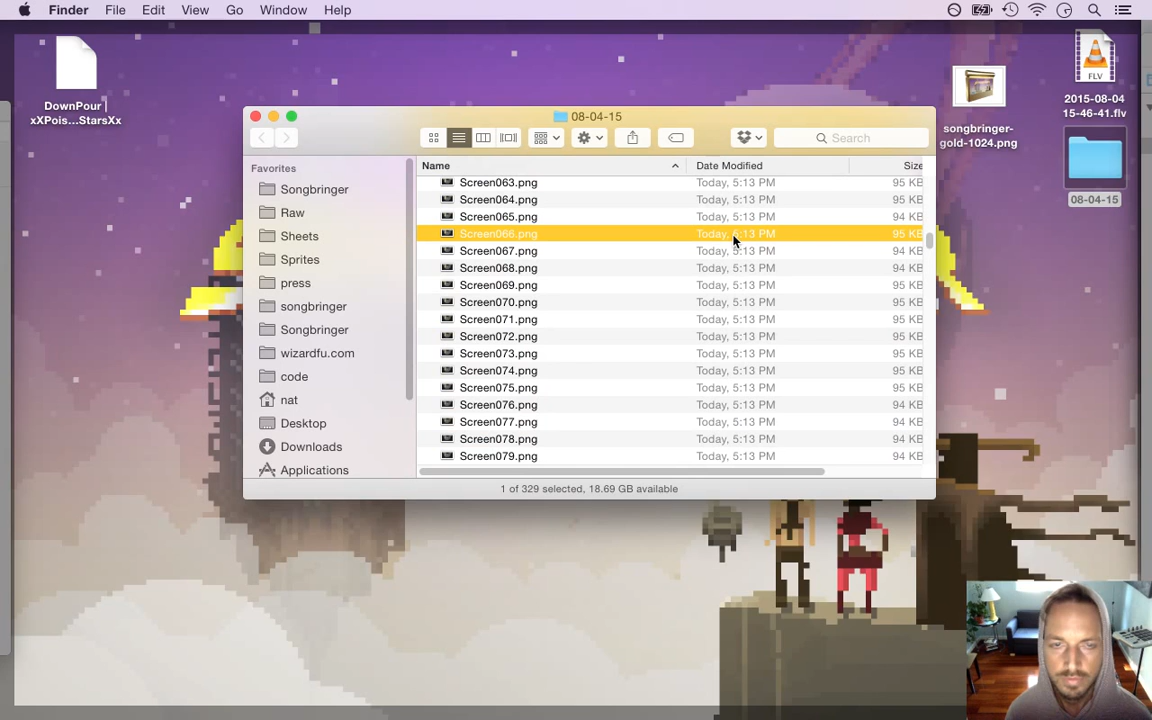 Finder File Edit View Go Window Help
DownPour |
xXPois...StarsXx
songbringer-
gold-1024.png
FLV
2015-08-04
15-46-41.flv
08-04-15
08-04-15
Search
Favorites
Songbringer
Raw
Sheets
Sprites
press
songbringer
Songbringer
wizardfu.com
code
nat
Desktop
Downloads
Applications
Name Date Modified Size
Screen063.png Today, 5:13 PM 95 KB
Screen064.png Today, 5:13 PM 95 KB
Screen065.png Today, 5:13 PM 94 KB
Screen066.png Today, 5:13 PM 95 KB
Screen067.png Today, 5:13 PM 94 KB
Screen068.png Today, 5:13 PM 95 KB
Screen069.png Today, 5:13 PM 95 KB
Screen070.png Today, 5:13 PM 95 KB
Screen071.png Today, 5:13 PM 95 KB
Screen072.png Today, 5:13 PM 95 KB
Screen073.png Today, 5:13 PM 95 KB
Screen074.png Today, 5:13 PM 95 KB
Screen075.png Today, 5:13 PM 94 KB
Screen076.png Today, 5:13 PM 95 KB
Screen077.png Today, 5:13 PM 94 KB
Screen078.png Today, 5:13 PM 94 KB
Screen079.png Today, 5:13 PM 94 KB
1 of 329 selected, 18.69 GB available